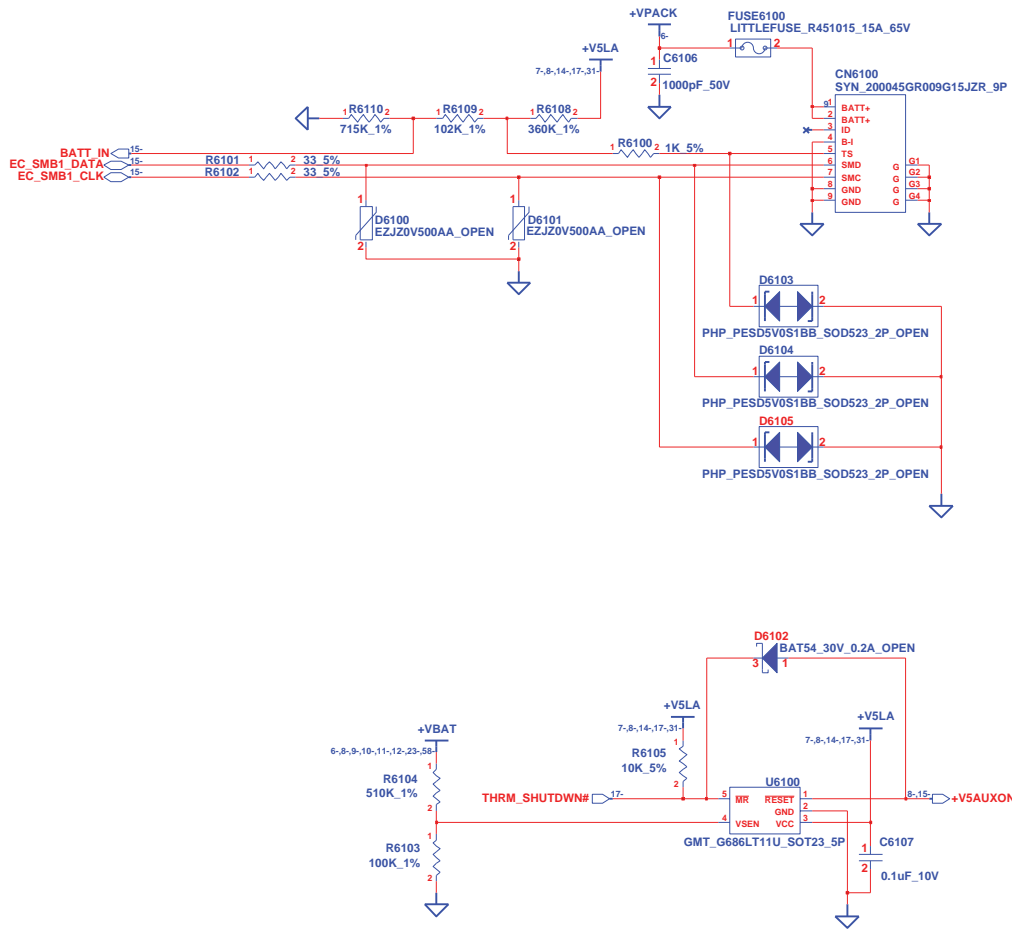 +VPACK
6-
FUSE6100
LITTLEFUSE_R451015_15A_65V
1 2
+V5LA
7-,8-,14-,17-,31-
1
C6106
2
1000pF_50V
CN6100
SYN_200045GR009G15JZR_9P
1 R6110 2
715K_1%
1 R6109 2
102K_1%
1 R6108 2
360K_1%
9 1 BATT+
2 BATT+
3 ID
4 B-I
5 TS
6 SMD
7 SMC
8 GND
9 GND
G G1
G G2
G G3
G G4
1 R6100 2 1K_5%
BATT_IN 15-
EC_SMB1_DATA 15-
R6101 1 2 33_5%
EC_SMB1_CLK 15-
R6102 1 2 33_5%
1
D6100
EZJZ0V500AA_OPEN
2
1
D6101
EZJZ0V500AA_OPEN
2
D6103
1 2
PHP_PESD5V0S1BB_SOD523_2P_OPEN
D6104
1 2
PHP_PESD5V0S1BB_SOD523_2P_OPEN
D6105
1 2
PHP_PESD5V0S1BB_SOD523_2P_OPEN
D6102
BAT54_30V_0.2A_OPEN
3 1
+VBAT
6-,8-,9-,10-,11-,12-,23-,58-
+V5LA
7-,8-,14-,17-,31-
+V5LA
7-,8-,14-,17-,31-
1
R6104
510K_1%
2
1
R6105
10K_5%
2
U6100
THRM_SHUTDWN# 17-
5 MR RESET 1
GND 2
4 VSEN VCC 3
8-,15- +V5AUXON
GMT_G686LT11U_SOT23_5P
1
R6103
100K_1%
2
1
C6107
2
0.1uF_10V